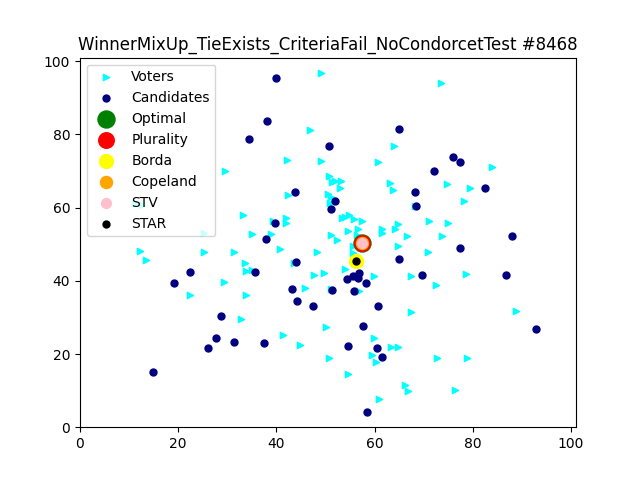 WinnerMixUp_TieExists_CriteriaFail_NoCondorcetTest #8468
100
80
60
40
20
0
0 20 40 60 80 100
Voters
Candidates
Optimal
Plurality
Borda
Copeland
STV
STAR